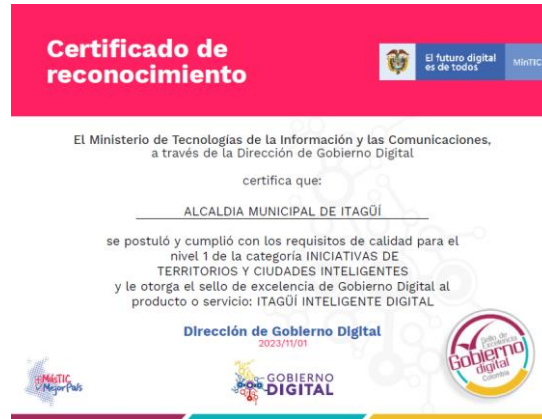 Certificado de
reconocimiento
El futuro digital
es de todos
MinTIC
El Ministerio de Tecnologías de la Información y las Comunicaciones,
a través de la Dirección de Gobierno Digital
certifica que:
ALCALDIA MUNICIPAL DE ITAGÜÍ
se postuló y cumplió con los requisitos de calidad para el
nivel 1 de la categoría INICIATIVAS DE
TERRITORIOS Y CIUDADES INTELIGENTES
y le otorga el sello de excelencia de Gobierno Digital al
producto o servicio: ITAGÜÍ INTELIGENTE DIGITAL
Dirección de Gobierno Digital
2023/11/01
+MásTIC
+MejorPaís
GOBIERNO
DIGITAL
Sello de
Excelencia
Gobierno
digital
Colombia